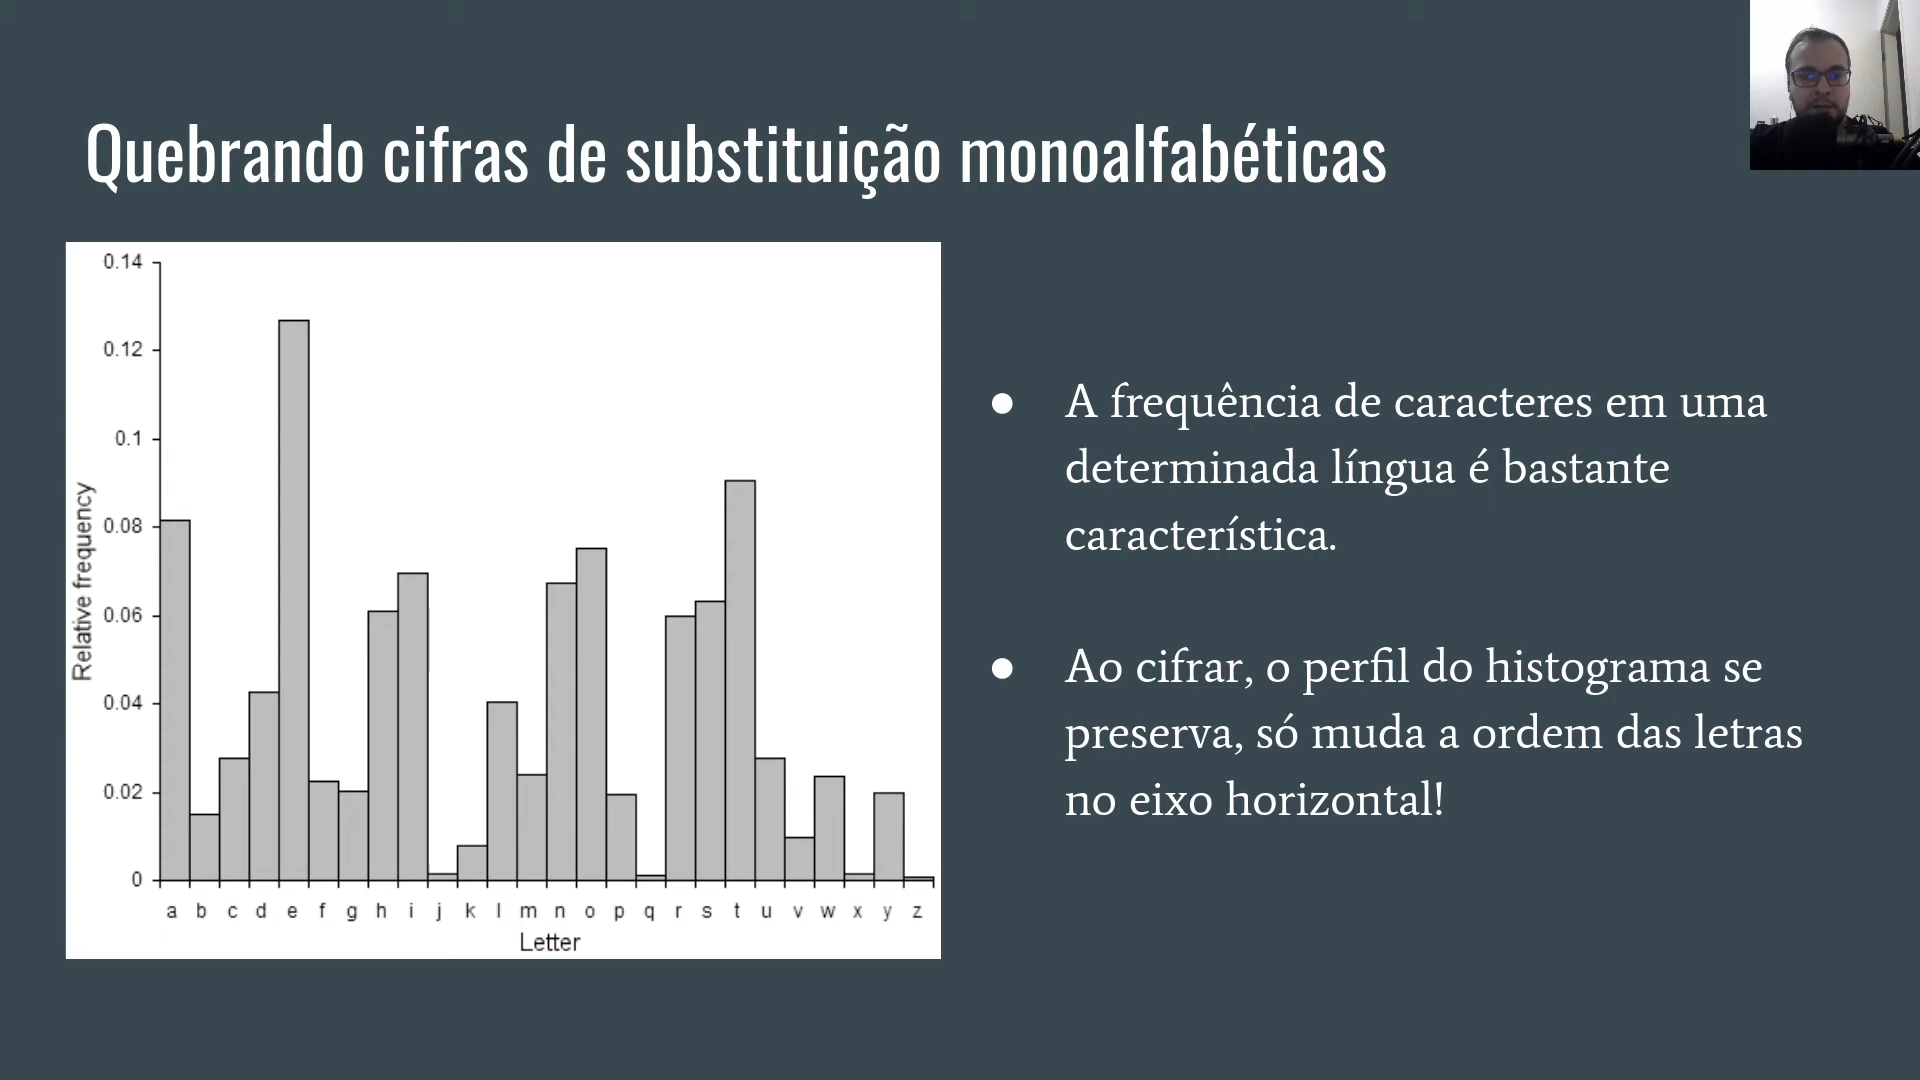 Quebrando cifras de substituição monoalfabéticas
0.14
0.12
0.1
0.08
0.06
0.04
0.02
0
Relative frequency
a b c d e f g h i j k l m n o p q r s t u v w x y z
Letter
● A frequência de caracteres em uma
determinada língua é bastante
característica.
● Ao cifrar, o perfil do histograma se
preserva, só muda a ordem das letras
no eixo horizontal!